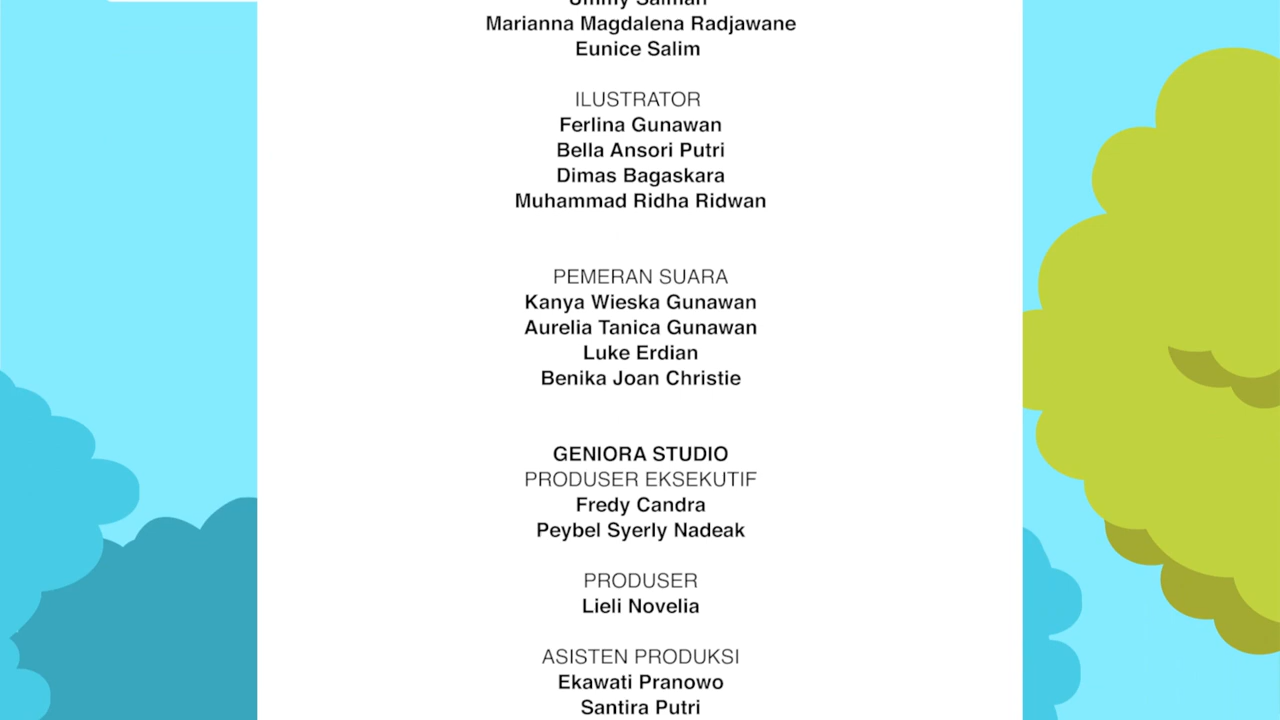 Marianna Magdalena Radjawane
Eunice Salim
ILUSTRATOR
Ferlina Gunawan
Bella Ansori Putri
Dimas Bagaskara
Muhammad Ridha Ridwan
PEMERAN SUARA
Kanya Wieska Gunawan
Aurelia Tanica Gunawan
Luke Erdian
Benika Joan Christie
GENIORA STUDIO
PRODUSER EKSEKUTIF
Fredy Candra
Peybel Syerly Nadeak
PRODUSER
Lieli Novelia
ASISTEN PRODUKSI
Ekawati Pranowo
Santira Putri